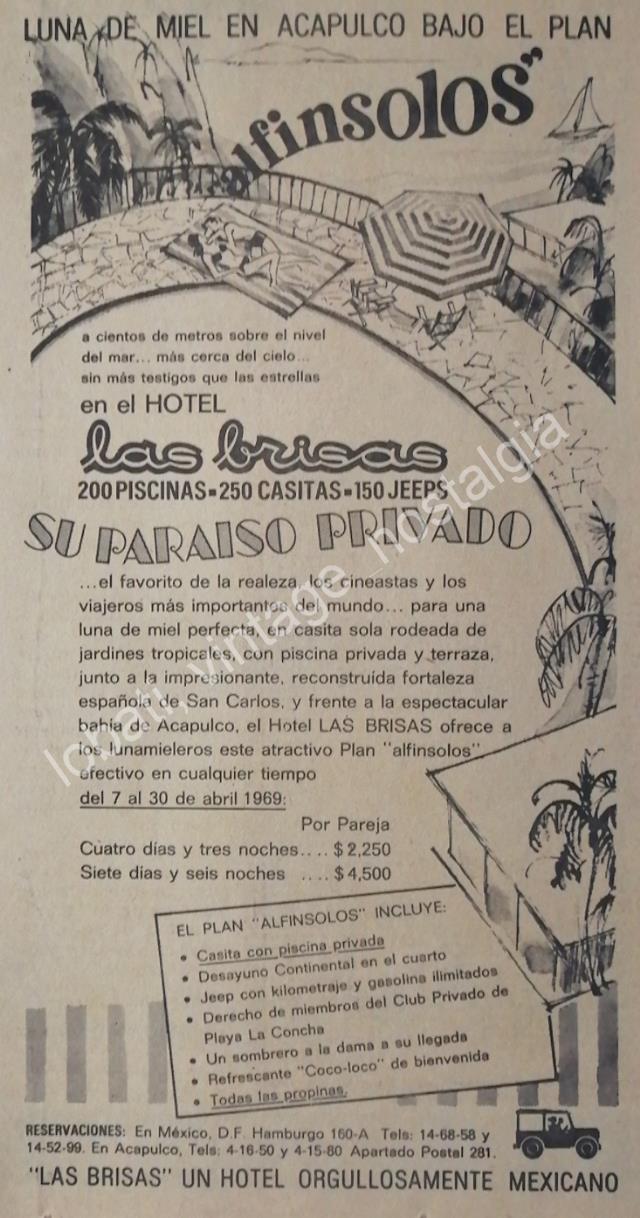 LUNA DE MIEL EN ACAPULCO BAJO EL PLAN
"alfinsolos"
a cientos de metros sobre el nivel
del mar... más cerca del cielo...
sin más testigos que las estrellas
en el HOTEL
las brisas
200 PISCINAS-250 CASITAS-150 JEEPS
SU PARAISO PRIVADO
...el favorito de la realeza, los cineastas y los
viajeros más importantes del mundo... para una
luna de miel perfecta, en casita sola rodeada de
jardines tropicales, con piscina privada y terraza,
junto a la impresionante, reconstruída fortaleza
española de San Carlos, y frente a la espectacular
bahía de Acapulco, el Hotel LAS BRISAS ofrece a
los lunamieleros este atractivo Plan "alfinsolos"
efectivo en cualquier tiempo
del 7 al 30 de abril 1969:
Por Pareja
Cuatro días y tres noches.... $ 2,250
Siete días y seis noches .... $ 4,500
EL PLAN "ALFINSOLOS" INCLUYE:
• Casita con piscina privada
• Desayuno Continental en el cuarto
• Jeep con kilometraje y gasolina ilimitados
• Derecho de miembros del Club Privado de
Playa La Concha
• Un sombrero a la dama a su llegada
• Refrescante "Coco-loco" de bienvenida
• Todas las propinas.
RESERVACIONES: En México, D.F. Hamburgo 160-A Tels: 14-68-58 y
14-52-99. En Acapulco, Tels: 4-16-50 y 4-15-80 Apartado Postal 281.
"LAS BRISAS" UN HOTEL ORGULLOSAMENTE MEXICANO